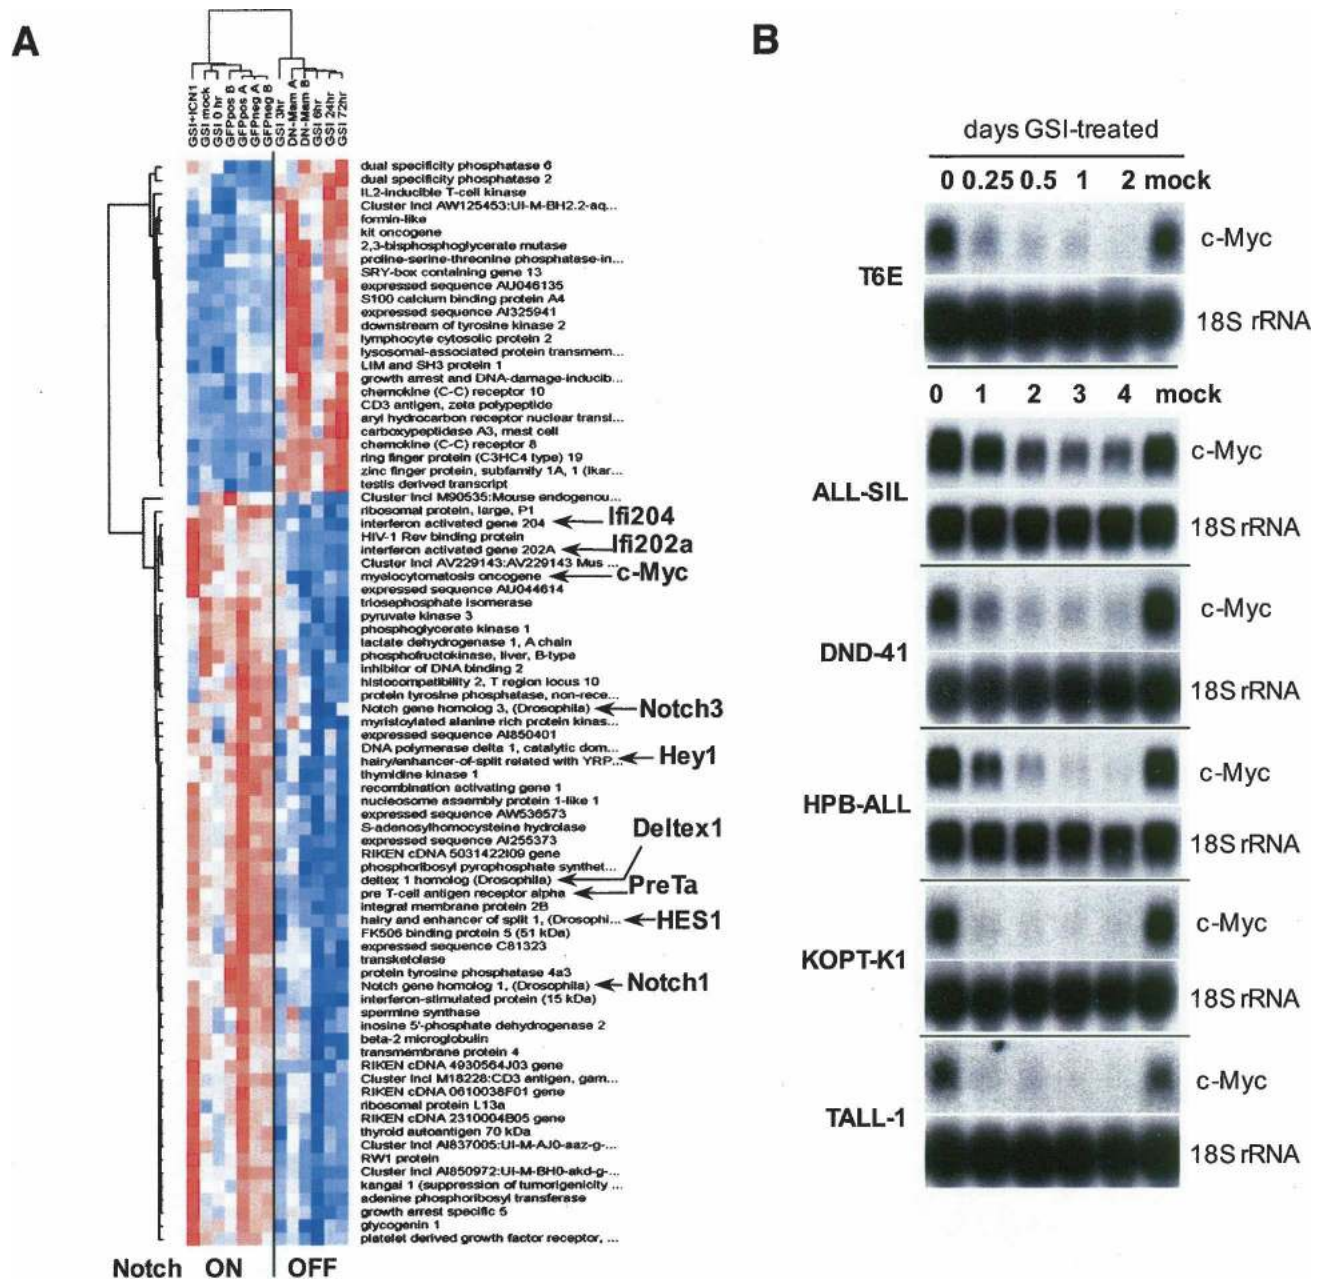 A
GSI+ICN1
GSI mock
GSI 0 hr
GFPpos B
GFPpos A
GFPneg A
GFPneg B
GSI 3hr
DN-Mam A
DN-Mam B
GSI 6hr
GSI 24hr
GSI 72hr
dual specificity phosphatase 6
dual specificity phosphatase 2
IL2-inducible T-cell kinase
Cluster Incl AW125453:UI-M-BH2.2-aq...
formin-like
kit oncogene
2,3-bisphosphoglycerate mutase
proline-serine-threonine phosphatase-in...
SRY-box containing gene 13
expressed sequence AU046135
S100 calcium binding protein A4
expressed sequence AI325941
downstream of tyrosine kinase 2
lymphocyte cytosolic protein 2
lysosomal-associated protein transmem...
LIM and SH3 protein 1
growth arrest and DNA-damage-inducib...
chemokine (C-C) receptor 10
CD3 antigen, zeta polypeptide
aryl hydrocarbon receptor nuclear transl...
carboxypeptidase A3, mast cell
chemokine (C-C) receptor 8
ring finger protein (C3HC4 type) 19
zinc finger protein, subfamily 1A, 1 (Ikar...
testis derived transcript
Cluster Incl M90535:Mouse endogenou...
ribosomal protein, large, P1
interferon activated gene 204 Ifi204
HIV-1 Rev binding protein
interferon activated gene 202A Ifi202a
Cluster Incl AV229143:AV229143 Mus ...
myelocytomatosis oncogene c-Myc
expressed sequence AU044614
triosephosphate isomerase
pyruvate kinase 3
phosphoglycerate kinase 1
lactate dehydrogenase 1, A chain
phosphofructokinase, liver, B-type
inhibitor of DNA binding 2
histocompatibility 2, T region locus 10
protein tyrosine phosphatase, non-rece...
Notch gene homolog 3, (Drosophila) Notch3
myristoylated alanine rich protein kinas...
expressed sequence AI850401
DNA polymerase delta 1, catalytic dom...
hairy/enhancer-of-split related with YRP... Hey1
thymidine kinase 1
recombination activating gene 1
nucleosome assembly protein 1-like 1
expressed sequence AW536573
S-adenosylhomocysteine hydrolase
expressed sequence AI255373
RIKEN cDNA 5031422I09 gene
phosphoribosyl pyrophosphate synthet...
deltex 1 homolog (Drosophila) Deltex1
pre T-cell antigen receptor alpha PreTa
integral membrane protein 2B
hairy and enhancer of split 1, (Drosophi... HES1
FK506 binding protein 5 (51 kDa)
expressed sequence C81323
transketolase
protein tyrosine phosphatase 4a3
Notch gene homolog 1, (Drosophila) Notch1
interferon-stimulated protein (15 kDa)
spermine synthase
inosine 5'-phosphate dehydrogenase 2
beta-2 microglobulin
transmembrane protein 4
RIKEN cDNA 4930564J03 gene
Cluster Incl M18228:CD3 antigen, gam...
RIKEN cDNA 0610038F01 gene
ribosomal protein L13a
RIKEN cDNA 2310004B05 gene
thyroid autoantigen 70 kDa
Cluster Incl AI837005:UI-M-AJ0-aaz-g-...
RW1 protein
Cluster Incl AI850972:UI-M-BH0-akd-g-...
kangai 1 (suppression of tumorigenicity ...
adenine phosphoribosyl transferase
growth arrest specific 5
glycogenin 1
platelet derived growth factor receptor, ...
Notch ON OFF
B
days GSI-treated
0 0.25 0.5 1 2 mock
c-Myc
T6E
18S rRNA
0 1 2 3 4 mock
c-Myc
ALL-SIL
18S rRNA
c-Myc
DND-41
18S rRNA
c-Myc
HPB-ALL
18S rRNA
c-Myc
KOPT-K1
18S rRNA
c-Myc
TALL-1
18S rRNA